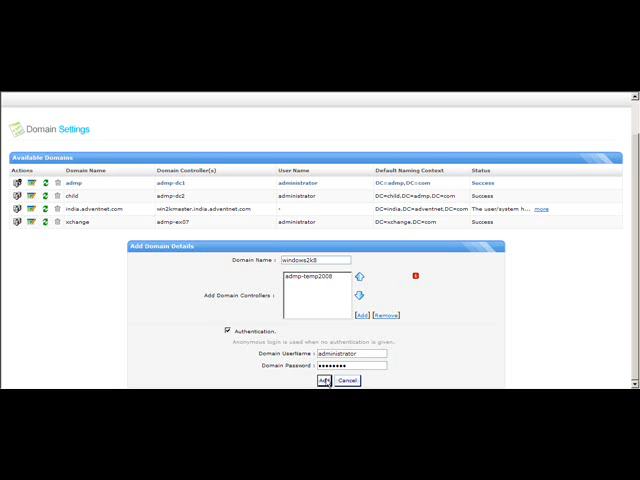 Domain Settings
Available Domains
Actions Domain Name Domain Controller(s) User Name Default Naming Context Status
admp admp-dc1 administrator DC=admp,DC=com Success
child admp-dc2 administrator DC=child,DC=admp,DC=com Success
india.adventnet.com win2kmaster.india.adventnet.com - DC=india,DC=adventnet,DC=com The user/system h... more
xchange admp-ex07 administrator DC=xchange,DC=com Success
Add Domain Details
Domain Name : windows2k8
admp-temp2008
Add Domain Controllers :
[Add] [Remove]
Authentication.
Anonymous login is used when no authentication is given.
Domain UserName : administrator
Domain Password : ••••••••
Add Cancel